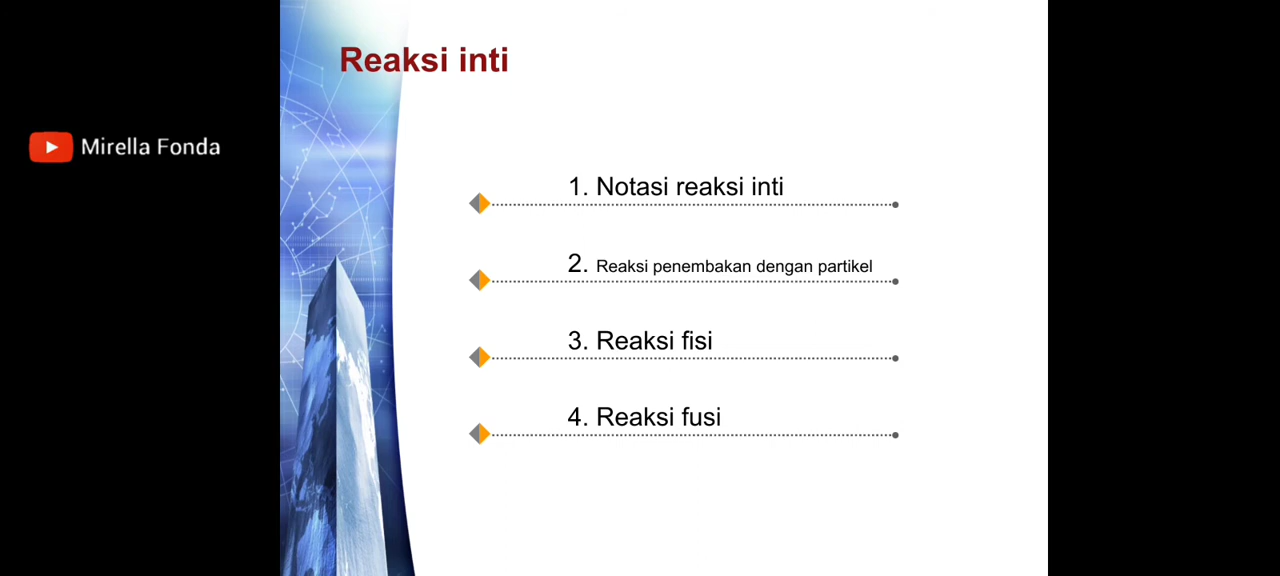 Reaksi inti
Mirella Fonda
1. Notasi reaksi inti
2. Reaksi penembakan dengan partikel
3. Reaksi fisi
4. Reaksi fusi